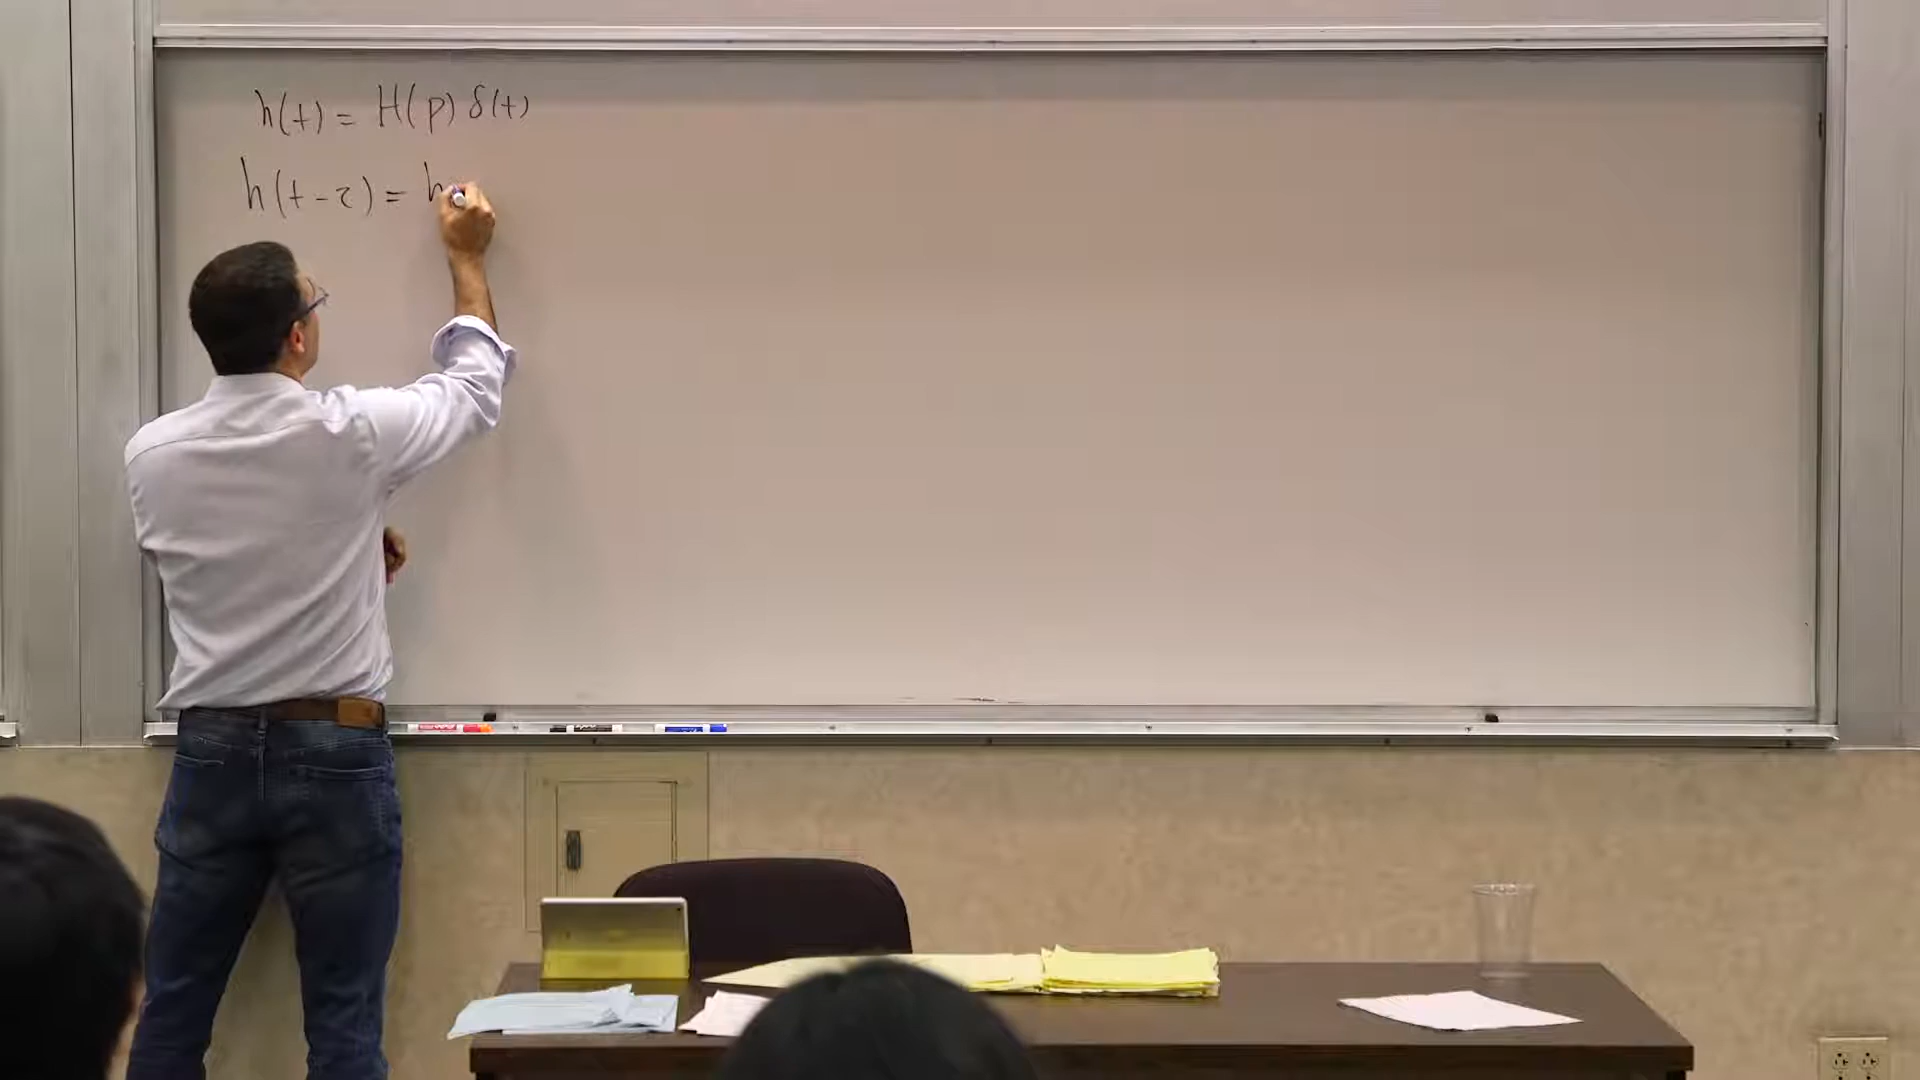 h(t) = H(p) δ(t)
h(t-τ) = h